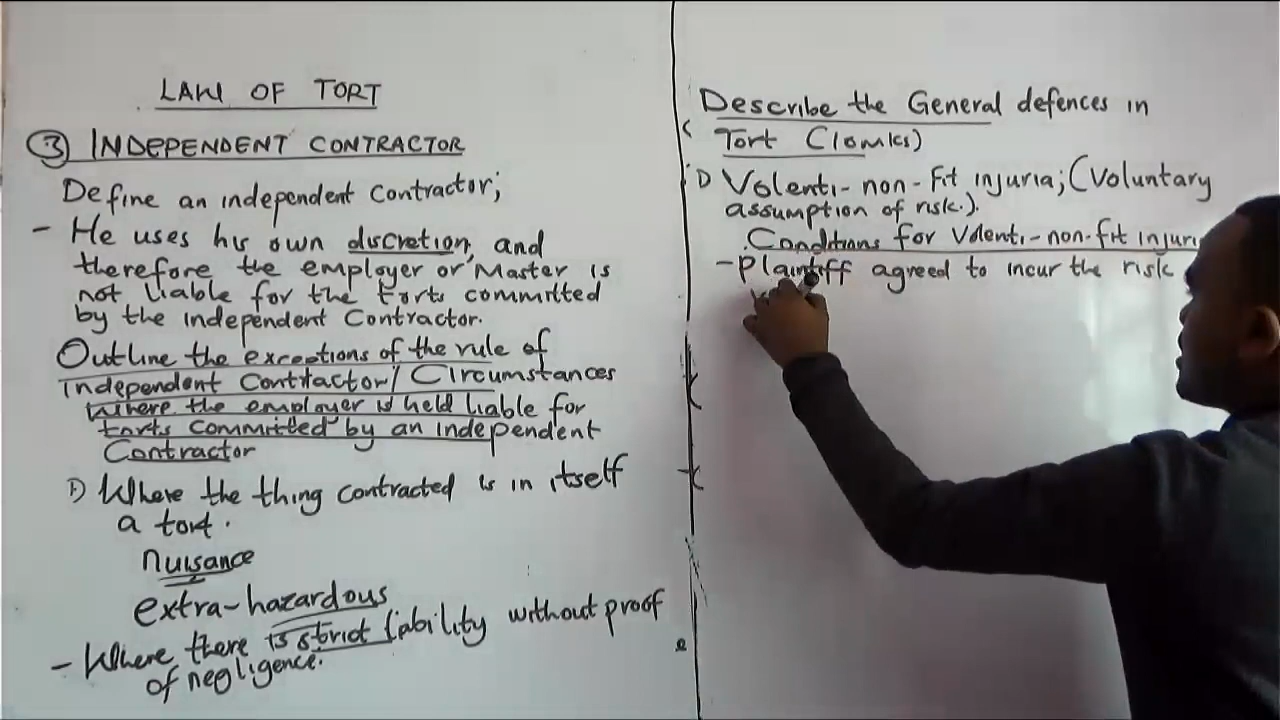 LAW OF TORT
③ INDEPENDENT CONTRACTOR
Define an independent contractor;
- He uses his own discretion, and
therefore the employer or Master is
not liable for the torts committed
by the independent Contractor.
Outline the exceptions of the rule of
independent Contractor/ Circumstances
where the employer is held liable for
torts committed by an independent
Contractor
i) Where the thing contracted is in itself
a tort.
nuisance
extra-hazardous
- Where there is strict liability without proof
of negligence.
Describe the General defences in
Tort (10mks)
i) Volenti-non-fit injuria; (Voluntary
assumption of risk.).
Conditions for Volenti-non-fit injuri
- Plaintiff agreed to incur the risk